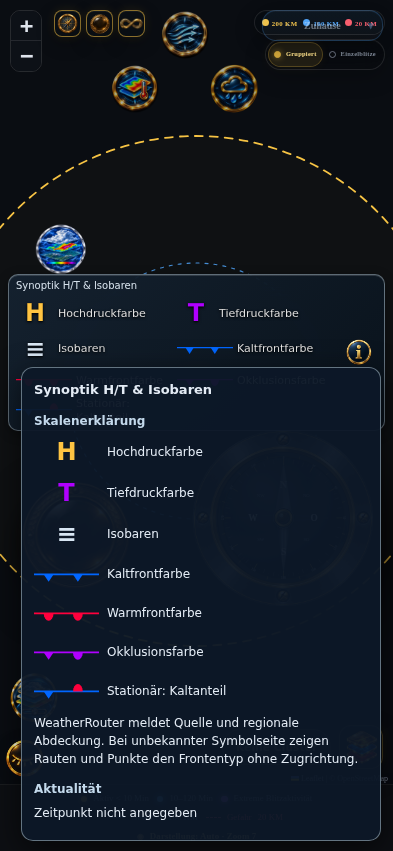 +
200 KM
20 KM
−
Gruppiert
Einzelblitze
Synoptik H/T & Isobaren
H Hochdruckfarbe
T Tiefdruckfarbe
Isobaren
Kaltfrontfarbe
i
Synoptik H/T & Isobaren
Skalenerklärung
H Hochdruckfarbe
T Tiefdruckfarbe
Isobaren
Kaltfrontfarbe
Warmfrontfarbe
Okklusionsfarbe
Stationär: Kaltanteil
WeatherRouter meldet Quelle und regionale
Abdeckung. Bei unbekannter Symbolseite zeigen
Rauten und Punkte den Frontentyp ohne Zugrichtung.
Aktualität
Zeitpunkt nicht angegeben